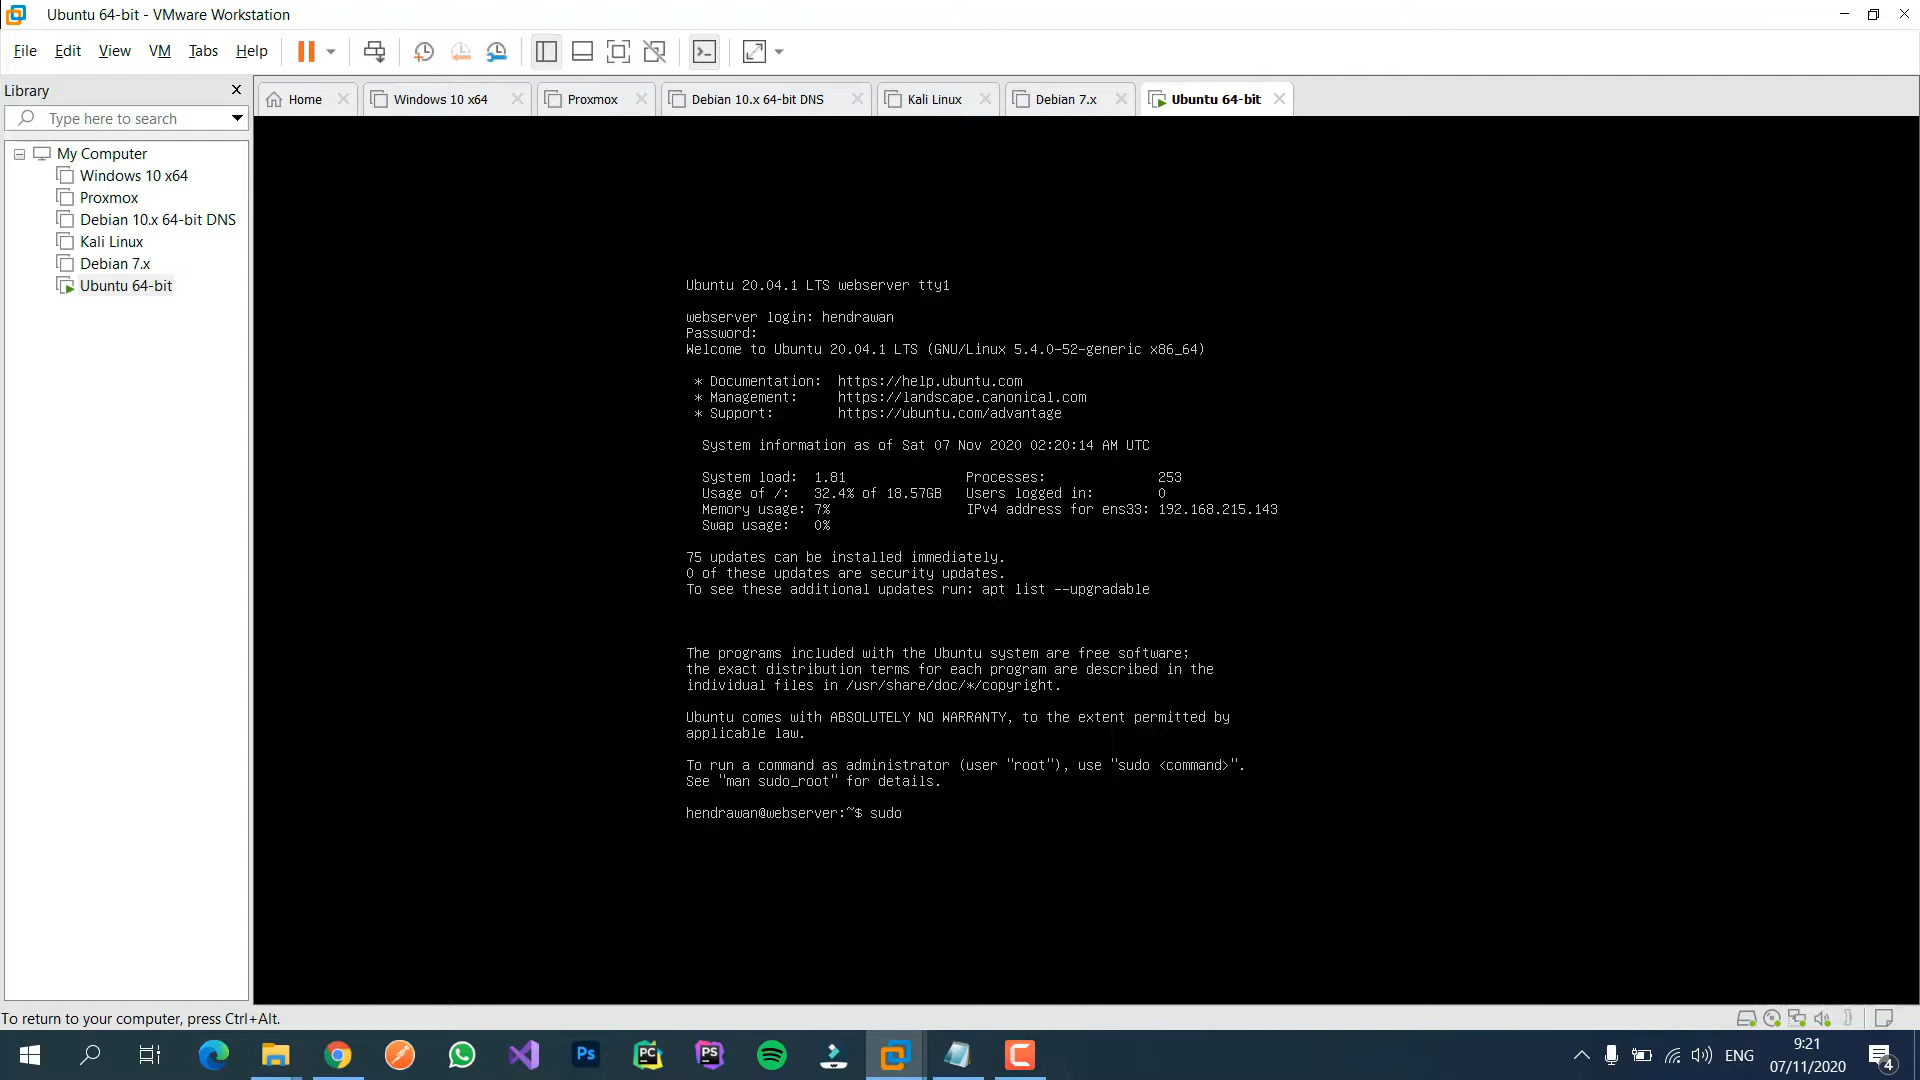 Ubuntu 64-bit - VMware Workstation
File Edit View VM Tabs Help
Library
Type here to search
My Computer
Windows 10 x64
Proxmox
Debian 10.x 64-bit DNS
Kali Linux
Debian 7.x
Ubuntu 64-bit
Home
Windows 10 x64
Proxmox
Debian 10.x 64-bit DNS
Kali Linux
Debian 7.x
Ubuntu 64-bit
Ubuntu 20.04.1 LTS webserver tty1
webserver login: hendrawan
Password:
Welcome to Ubuntu 20.04.1 LTS (GNU/Linux 5.4.0-52-generic x86_64)
* Documentation: https://help.ubuntu.com
* Management: https://landscape.canonical.com
* Support: https://ubuntu.com/advantage
System information as of Sat 07 Nov 2020 02:20:14 AM UTC
System load: 1.81 Processes: 253
Usage of /: 32.4% of 18.57GB Users logged in: 0
Memory usage: 7% IPv4 address for ens33: 192.168.215.143
Swap usage: 0%
75 updates can be installed immediately.
0 of these updates are security updates.
To see these additional updates run: apt list --upgradable
The programs included with the Ubuntu system are free software;
the exact distribution terms for each program are described in the
individual files in /usr/share/doc/*/copyright.
Ubuntu comes with ABSOLUTELY NO WARRANTY, to the extent permitted by
applicable law.
To run a command as administrator (user "root"), use "sudo <command>".
See "man sudo_root" for details.
hendrawan@webserver:~$ sudo
To return to your computer, press Ctrl+Alt.
Ps
PC
PS
ENG
9:21
07/11/2020
4